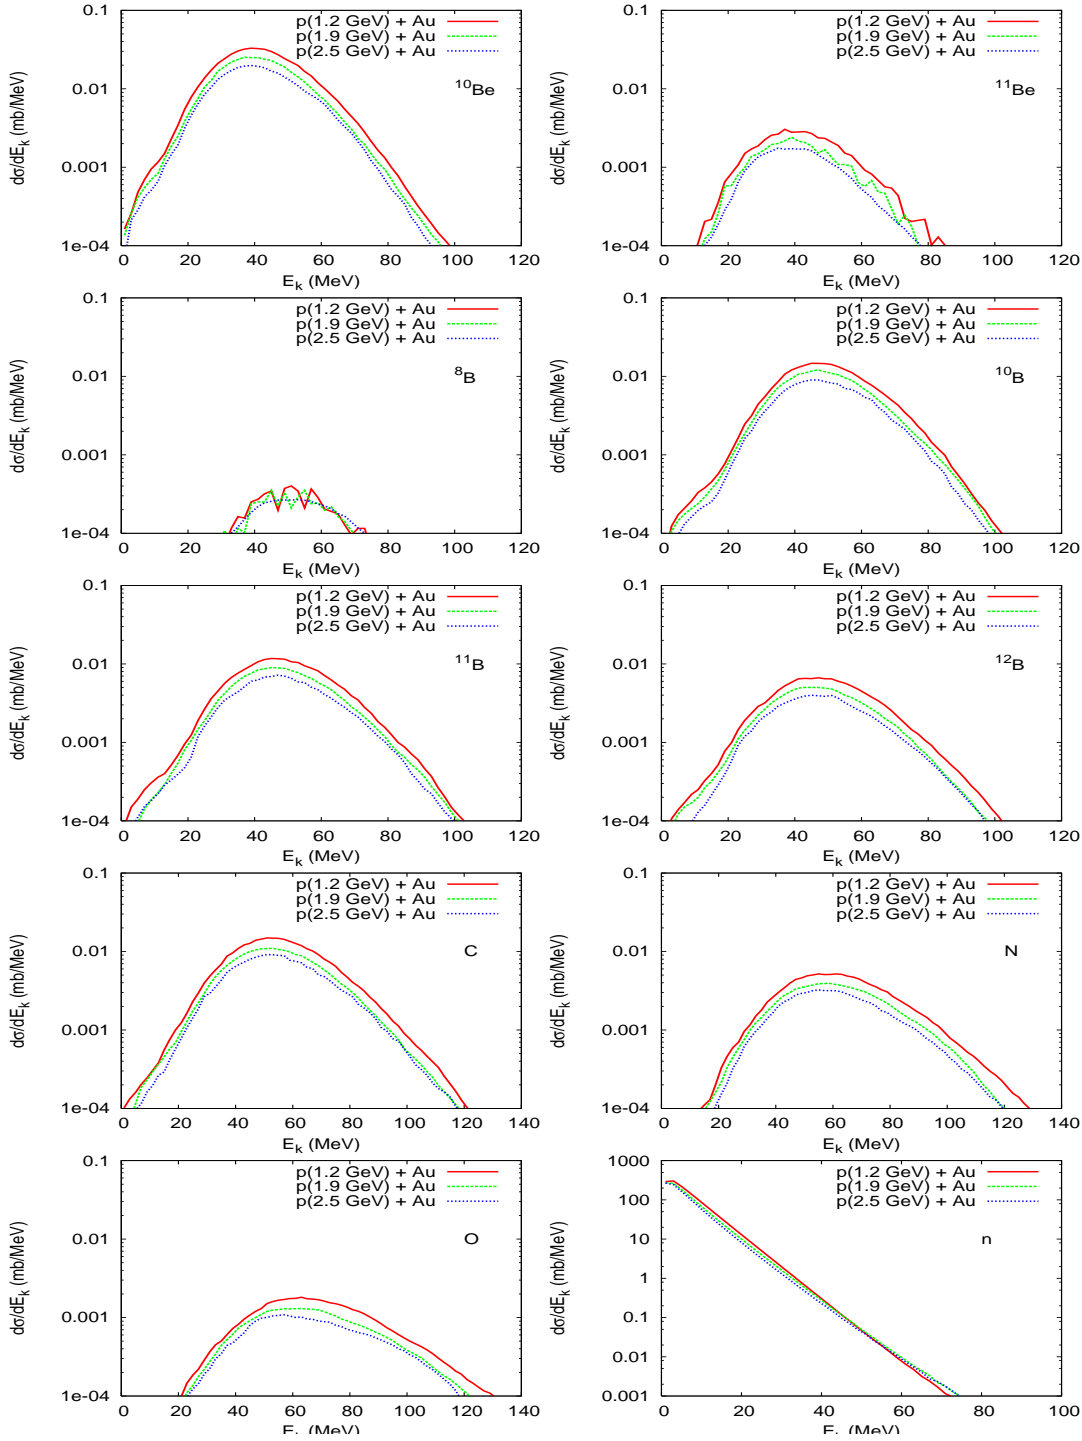 0.1
0.01
0.001
1e-04
dσ/dE_k (mb/MeV)
p(1.2 GeV) + Au
p(1.9 GeV) + Au
p(2.5 GeV) + Au
¹⁰Be
0 20 40 60 80 100 120
E_k (MeV)
0.1
0.01
0.001
1e-04
dσ/dE_k (mb/MeV)
p(1.2 GeV) + Au
p(1.9 GeV) + Au
p(2.5 GeV) + Au
¹¹Be
0 20 40 60 80 100 120
E_k (MeV)
0.1
0.01
0.001
1e-04
dσ/dE_k (mb/MeV)
p(1.2 GeV) + Au
p(1.9 GeV) + Au
p(2.5 GeV) + Au
⁸B
0 20 40 60 80 100 120
E_k (MeV)
0.1
0.01
0.001
1e-04
dσ/dE_k (mb/MeV)
p(1.2 GeV) + Au
p(1.9 GeV) + Au
p(2.5 GeV) + Au
¹⁰B
0 20 40 60 80 100 120
E_k (MeV)
0.1
0.01
0.001
1e-04
dσ/dE_k (mb/MeV)
p(1.2 GeV) + Au
p(1.9 GeV) + Au
p(2.5 GeV) + Au
¹¹B
0 20 40 60 80 100 120
E_k (MeV)
0.1
0.01
0.001
1e-04
dσ/dE_k (mb/MeV)
p(1.2 GeV) + Au
p(1.9 GeV) + Au
p(2.5 GeV) + Au
¹²B
0 20 40 60 80 100 120
E_k (MeV)
0.1
0.01
0.001
1e-04
dσ/dE_k (mb/MeV)
p(1.2 GeV) + Au
p(1.9 GeV) + Au
p(2.5 GeV) + Au
C
0 20 40 60 80 100 120 140
E_k (MeV)
0.1
0.01
0.001
1e-04
dσ/dE_k (mb/MeV)
p(1.2 GeV) + Au
p(1.9 GeV) + Au
p(2.5 GeV) + Au
N
0 20 40 60 80 100 120 140
E_k (MeV)
0.1
0.01
0.001
1e-04
dσ/dE_k (mb/MeV)
p(1.2 GeV) + Au
p(1.9 GeV) + Au
p(2.5 GeV) + Au
O
0 20 40 60 80 100 120 140
E_k (MeV)
1000
100
10
1
0.1
0.01
0.001
dσ/dE_k (mb/MeV)
p(1.2 GeV) + Au
p(1.9 GeV) + Au
p(2.5 GeV) + Au
n
0 20 40 60 80 100
E_k (MeV)